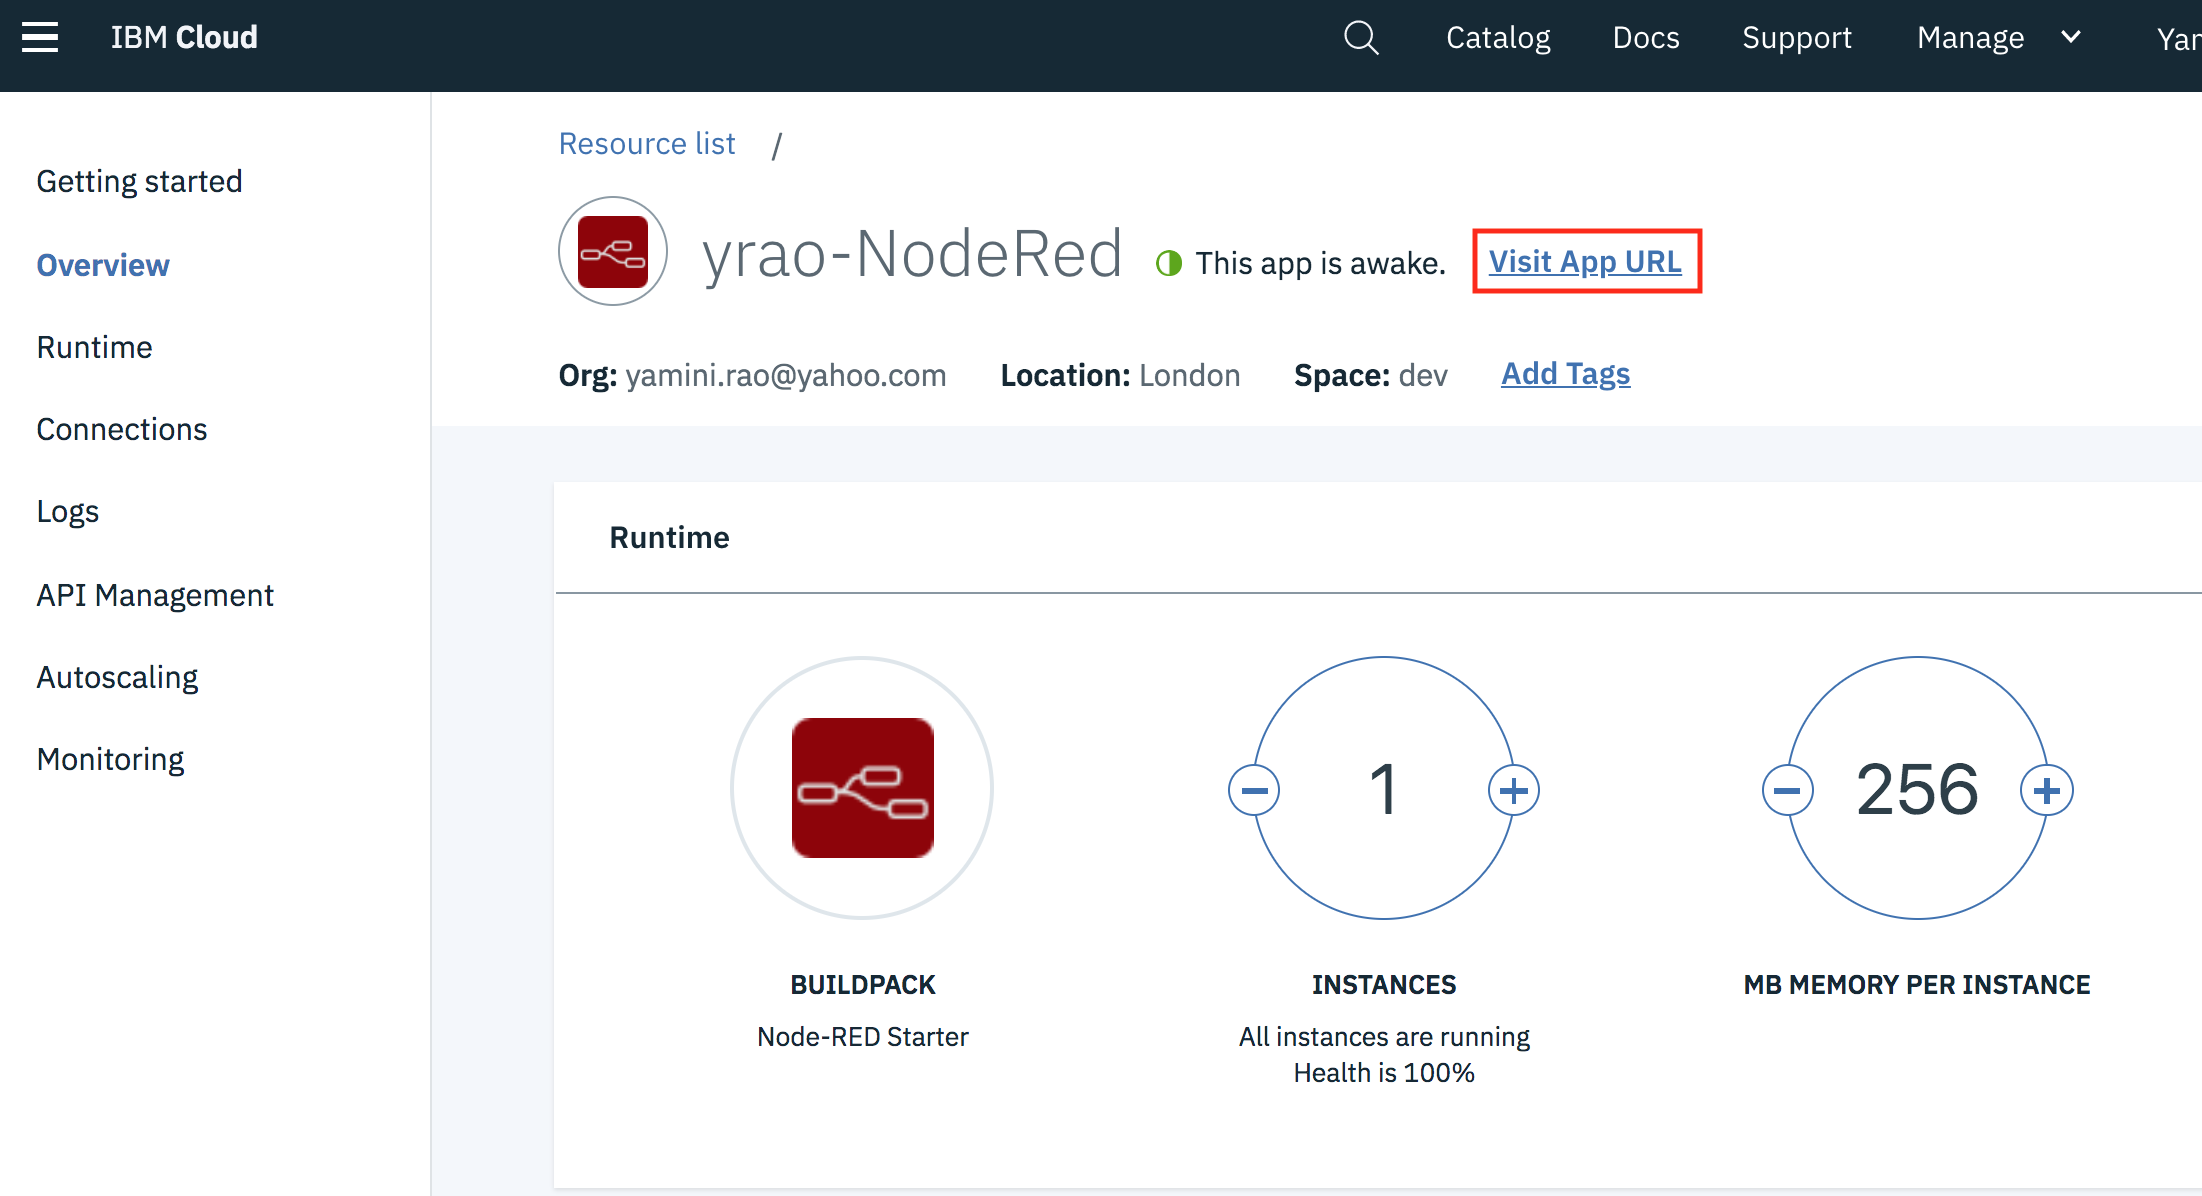 IBM Cloud
Catalog
Docs
Support
Manage
Getting started
Overview
Runtime
Connections
Logs
API Management
Autoscaling
Monitoring
Resource list /
yrao-NodeRed
This app is awake.
Visit App URL
Org: yamini.rao@yahoo.com
Location: London
Space: dev
Add Tags
Runtime
1
256
BUILDPACK
Node-RED Starter
INSTANCES
All instances are running
Health is 100%
MB MEMORY PER INSTANCE